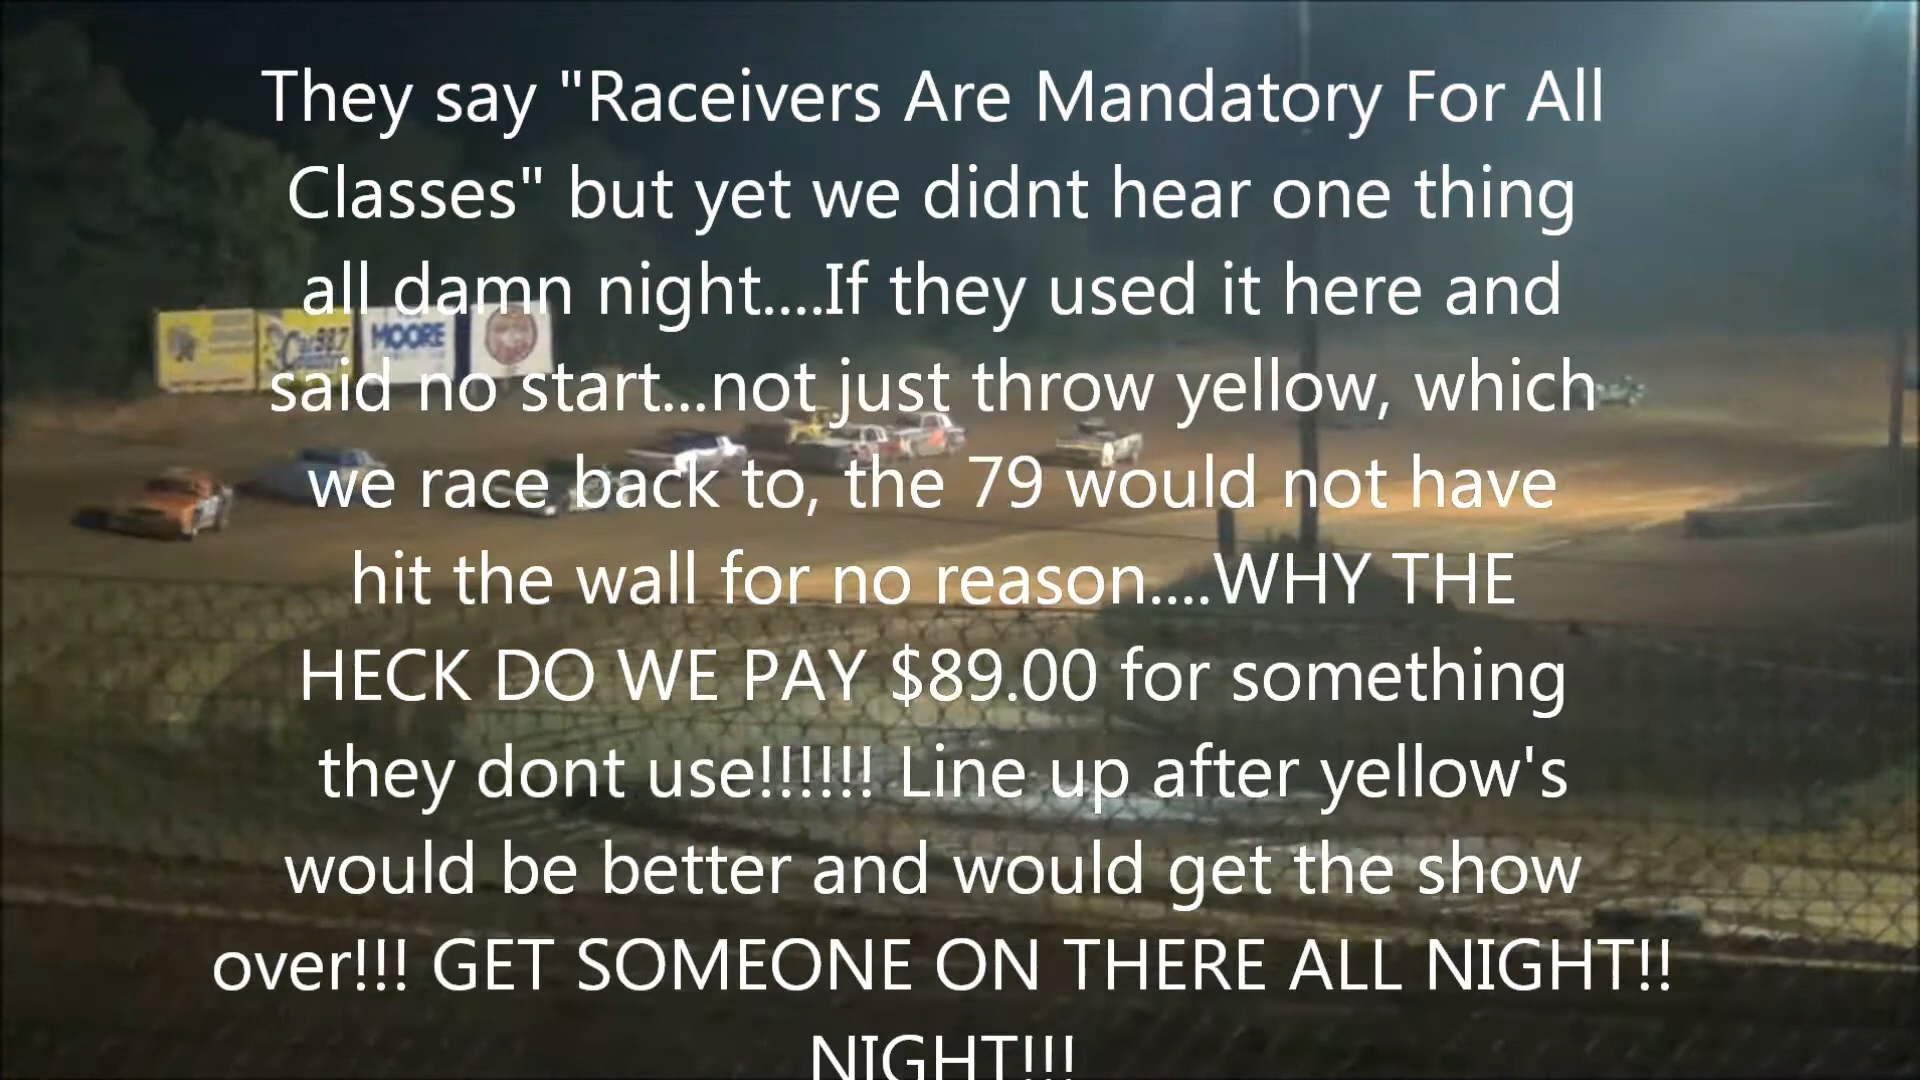 They say "Raceivers Are Mandatory For All
Classes" but yet we didnt hear one thing
all damn night....If they used it here and
said no start...not just throw yellow, which
we race back to, the 79 would not have
hit the wall for no reason....WHY THE
HECK DO WE PAY $89.00 for something
they dont use!!!!!! Line up after yellow's
would be better and would get the show
over!!! GET SOMEONE ON THERE ALL NIGHT!!
NIGHT!!!
MOORE